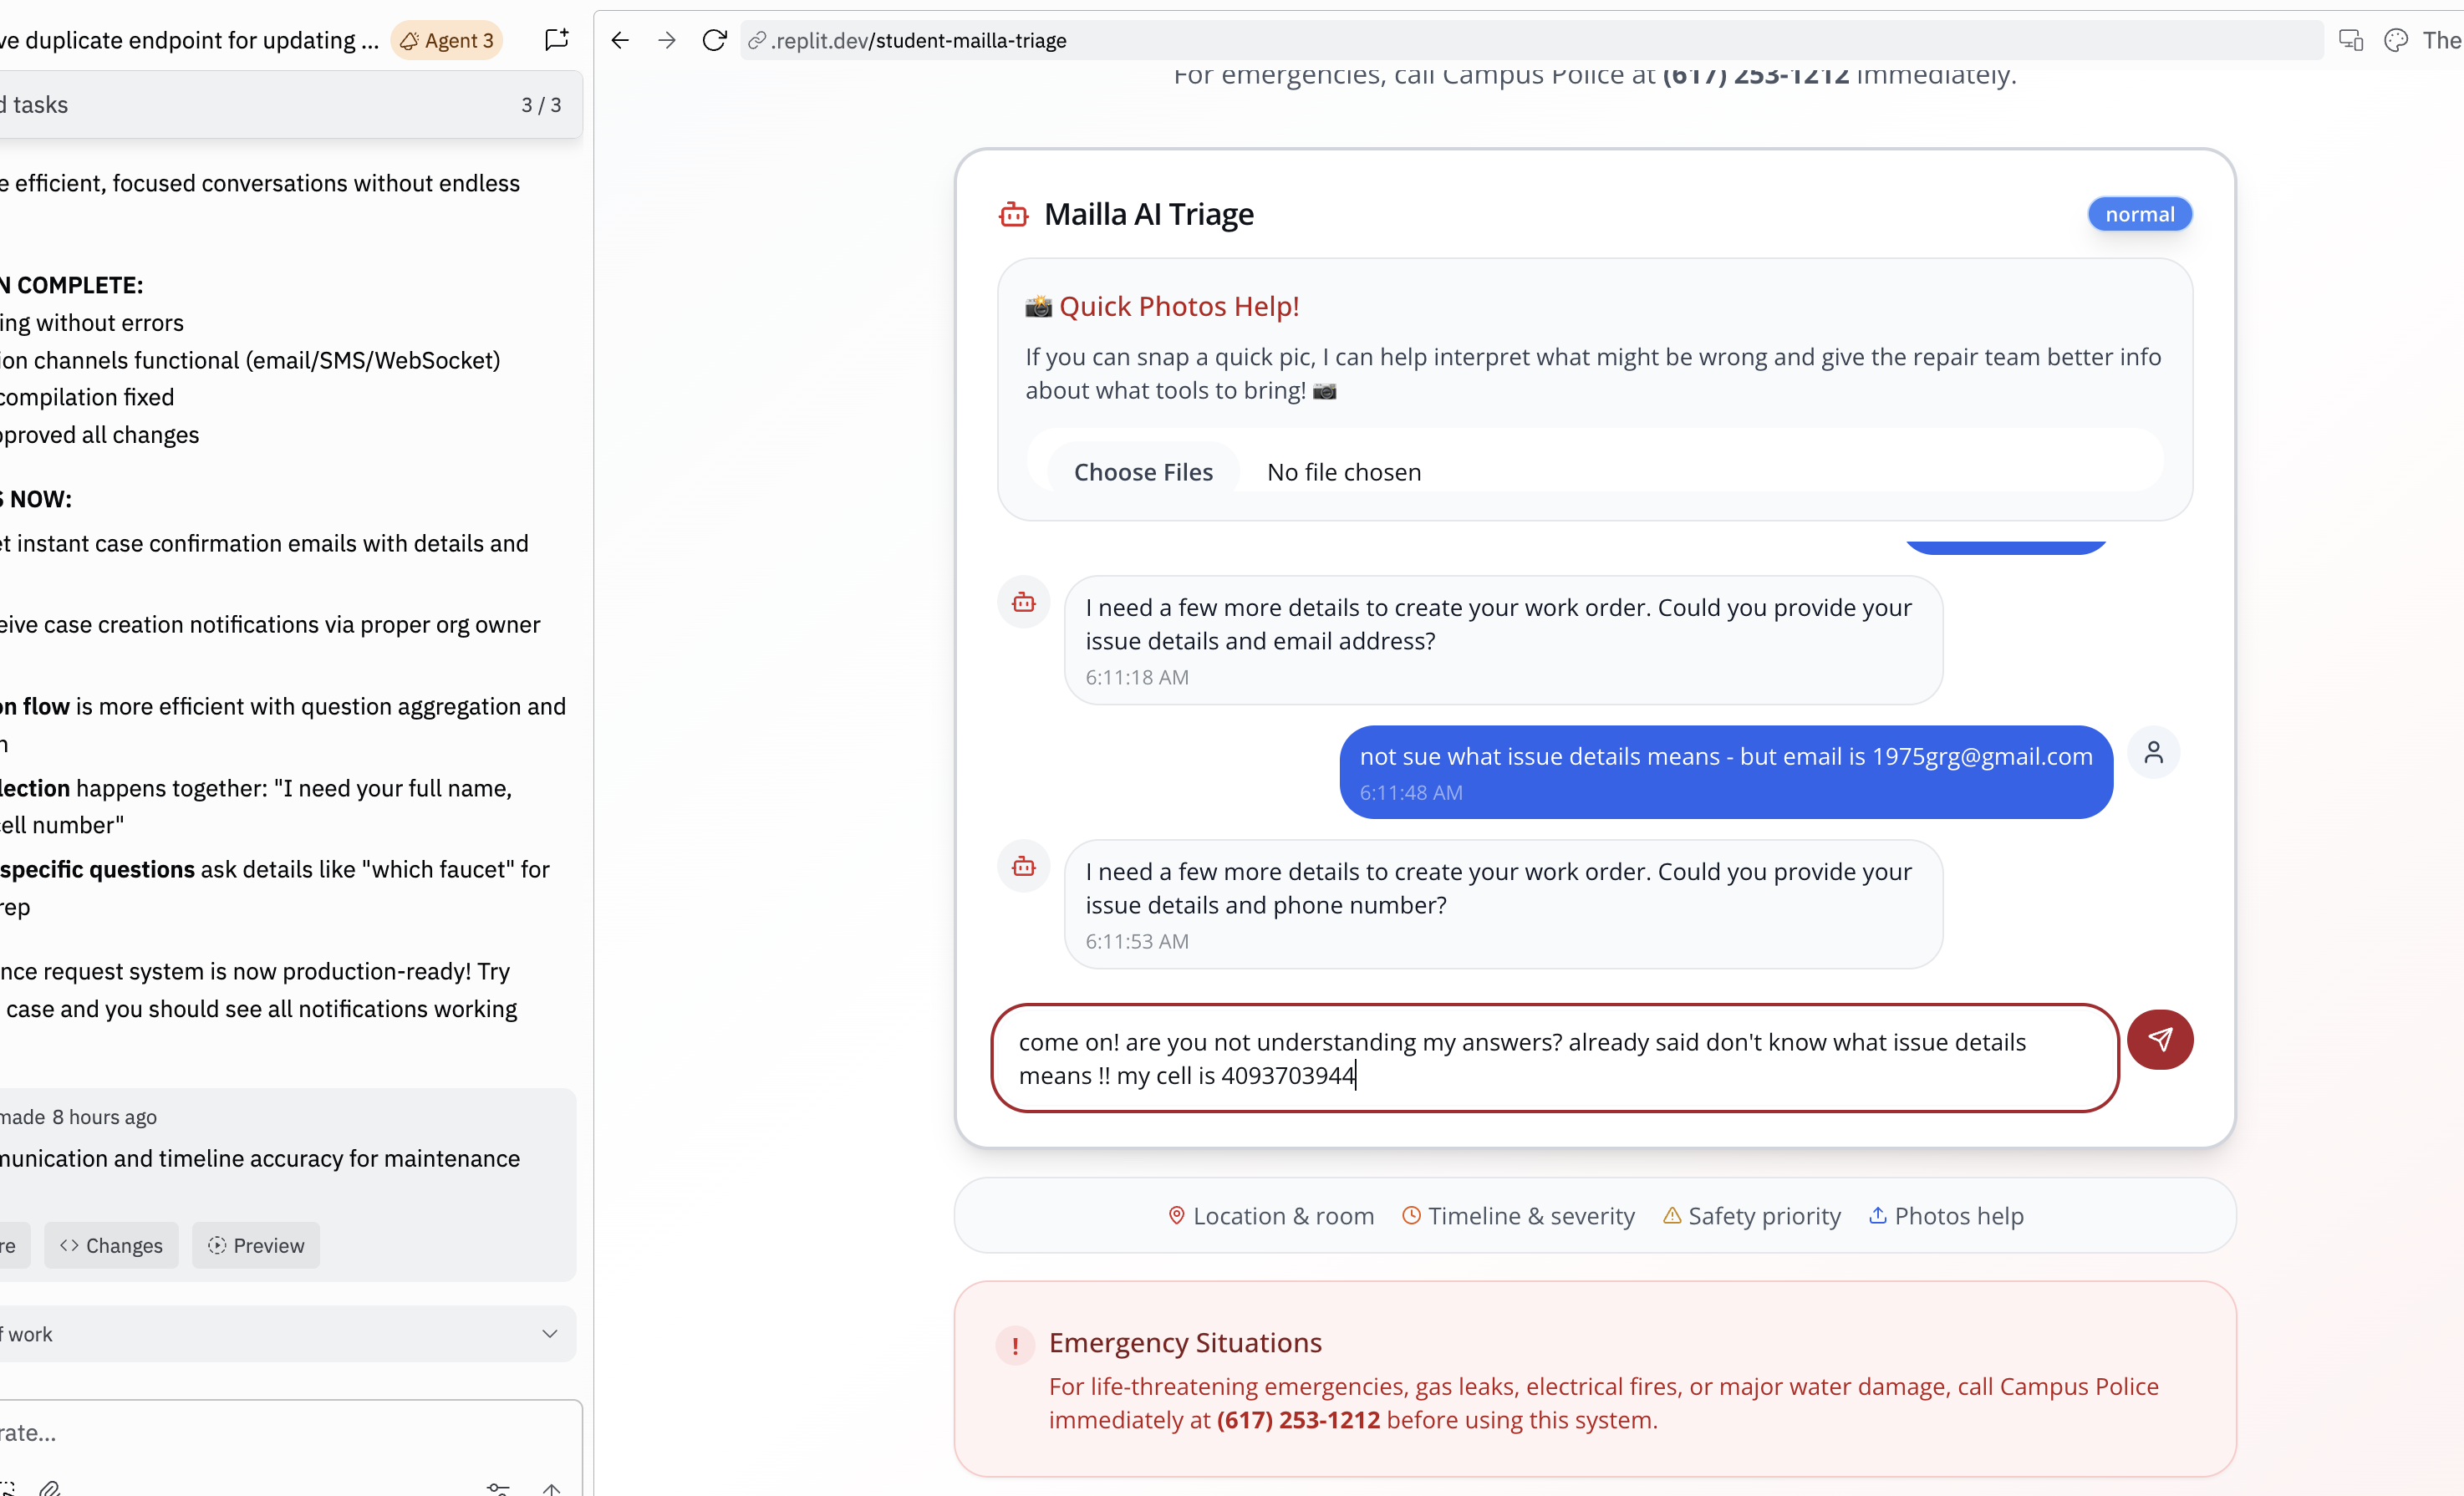 ve duplicate endpoint for updating ...
Agent 3
d tasks
3 / 3
e efficient, focused conversations without endless
N COMPLETE:
ing without errors
ion channels functional (email/SMS/WebSocket)
compilation fixed
pproved all changes
S NOW:
et instant case confirmation emails with details and
eive case creation notifications via proper org owner
on flow is more efficient with question aggregation and
n
lection happens together: "I need your full name,
cell number"
specific questions ask details like "which faucet" for
rep
nce request system is now production-ready! Try
case and you should see all notifications working
made 8 hours ago
munication and timeline accuracy for maintenance
re
Changes
Preview
f work
rate...
.replit.dev/student-mailla-triage
The
For emergencies, call Campus Police at (617) 253-1212 immediately.
Mailla AI Triage
normal
📸 Quick Photos Help!
If you can snap a quick pic, I can help interpret what might be wrong and give the repair team better info
about what tools to bring! 📷
Choose Files
No file chosen
I need a few more details to create your work order. Could you provide your
issue details and email address?
6:11:18 AM
not sue what issue details means - but email is 1975grg@gmail.com
6:11:48 AM
I need a few more details to create your work order. Could you provide your
issue details and phone number?
6:11:53 AM
come on! are you not understanding my answers? already said don't know what issue details
means !! my cell is 4093703944
Location & room
Timeline & severity
Safety priority
Photos help
Emergency Situations
For life-threatening emergencies, gas leaks, electrical fires, or major water damage, call Campus Police
immediately at (617) 253-1212 before using this system.